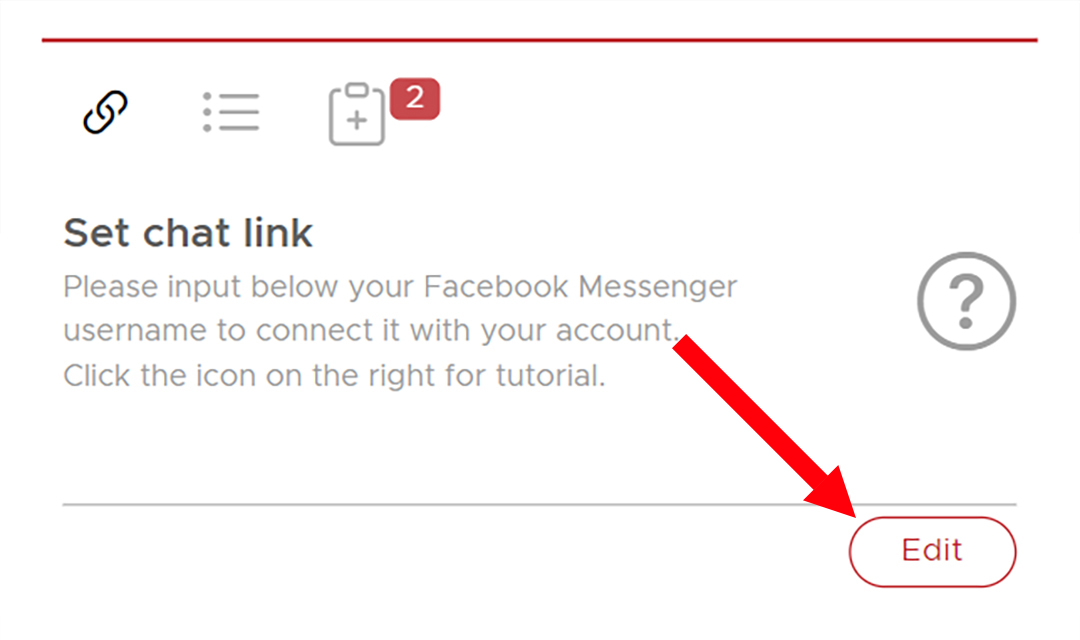 2
Set chat link
Please input below your Facebook Messenger
username to connect it with your account.
Click the icon on the right for tutorial.
?
Edit